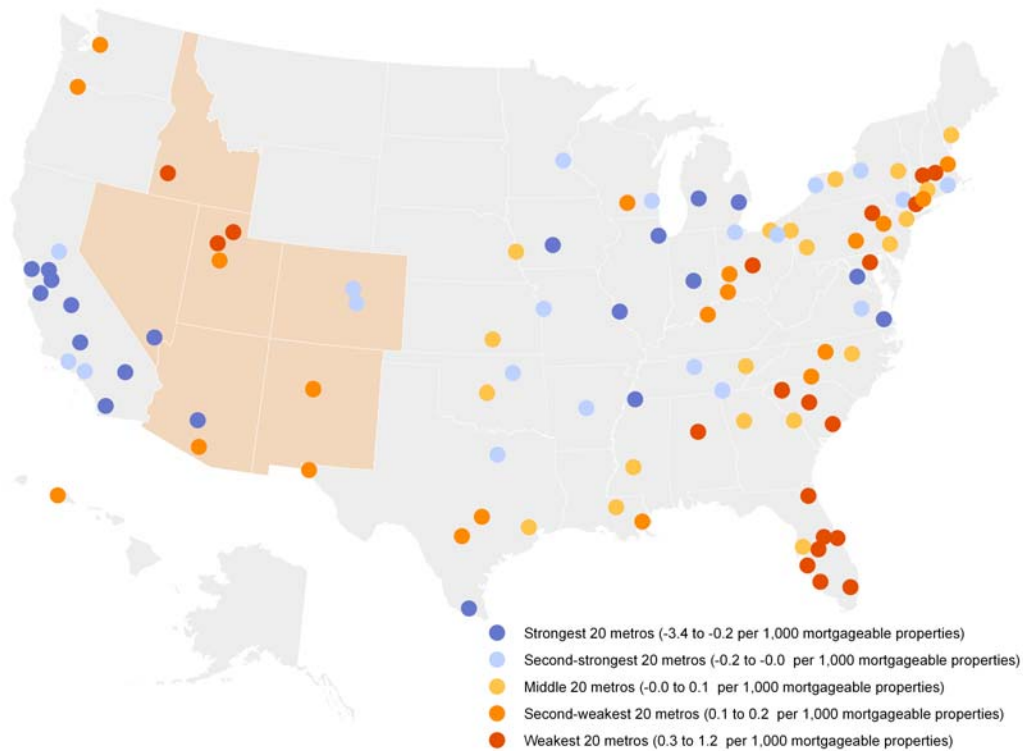 Strongest 20 metros (-3.4 to -0.2 per 1,000 mortgageable properties)
Second-strongest 20 metros (-0.2 to -0.0 per 1,000 mortgageable properties)
Middle 20 metros (-0.0 to 0.1 per 1,000 mortgageable properties)
Second-weakest 20 metros (0.1 to 0.2 per 1,000 mortgageable properties)
Weakest 20 metros (0.3 to 1.2 per 1,000 mortgageable properties)